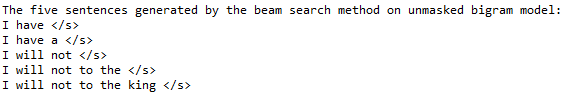 The five sentences generated by the beam search method on unmasked bigram model:
I have </s>
I have a </s>
I will not </s>
I will not to the </s>
I will not to the king </s>